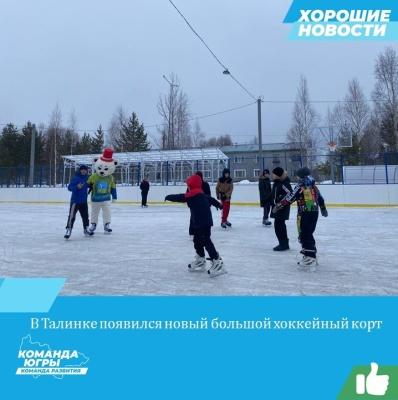 ХОРОШИЕ
НОВОСТИ
В Талинке появился новый большой хоккейный корт
КОМАНДА
ЮГРЫ
КОМАНДА РАЗВИТИЯ